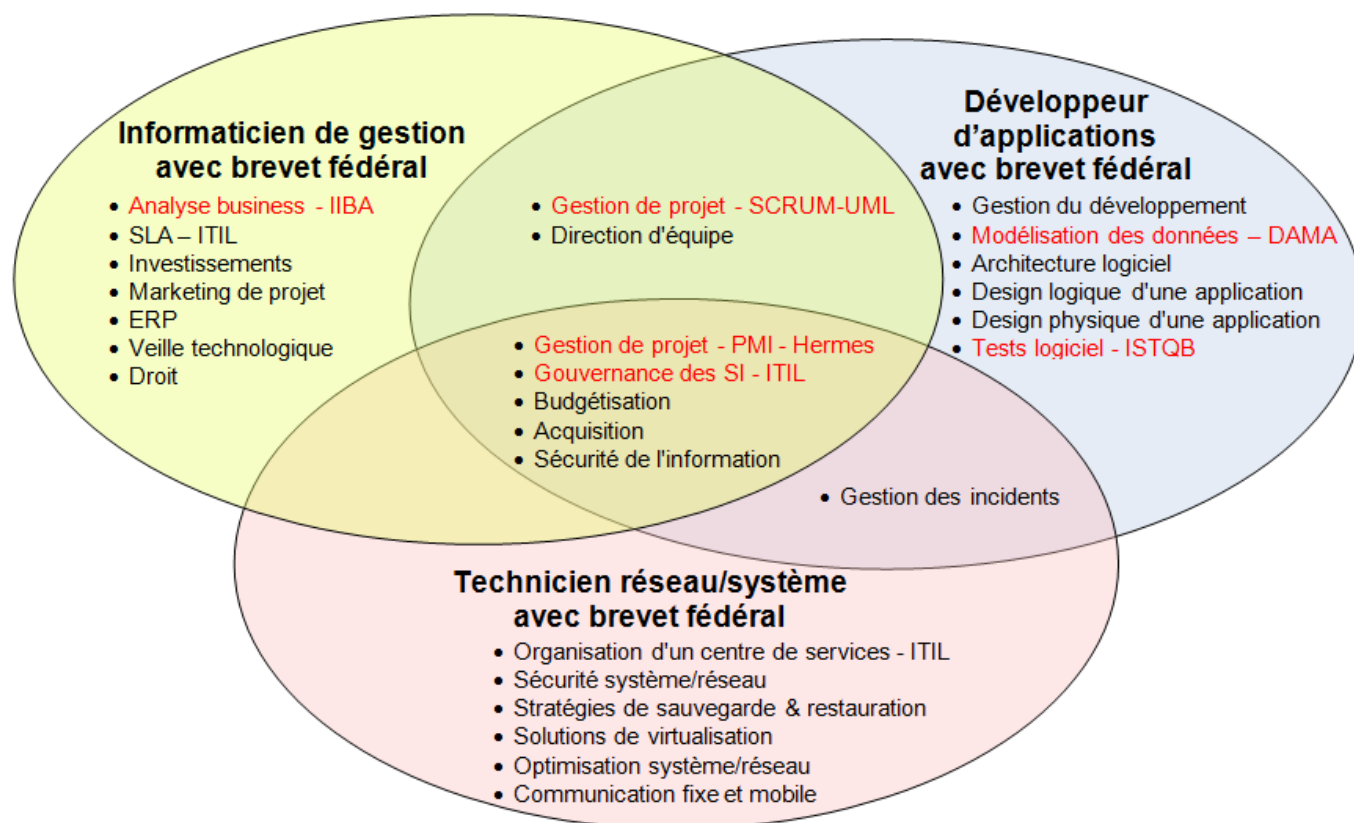 Informaticien de gestion
avec brevet fédéral
• Analyse business - IIBA
• SLA – ITIL
• Investissements
• Marketing de projet
• ERP
• Veille technologique
• Droit
• Gestion de projet - SCRUM-UML
• Direction d'équipe
Développeur
d’applications
avec brevet fédéral
• Gestion du développement
• Modélisation des données – DAMA
• Architecture logiciel
• Design logique d'une application
• Design physique d'une application
• Tests logiciel - ISTQB
• Gestion de projet - PMI - Hermes
• Gouvernance des SI - ITIL
• Budgétisation
• Acquisition
• Sécurité de l'information
• Gestion des incidents
Technicien réseau/système
avec brevet fédéral
• Organisation d'un centre de services - ITIL
• Sécurité système/réseau
• Stratégies de sauvegarde & restauration
• Solutions de virtualisation
• Optimisation système/réseau
• Communication fixe et mobile